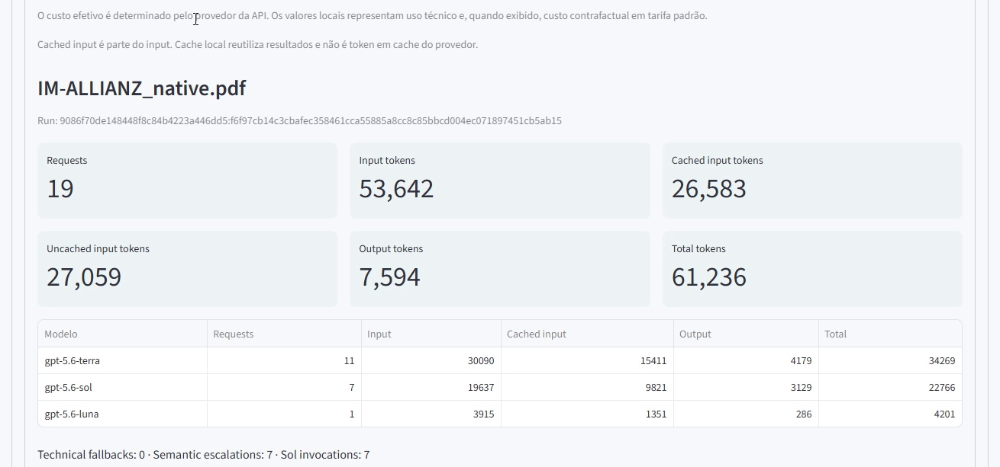 O custo efetivo é determinado pelo provedor da API. Os valores locais representam uso técnico e, quando exibido, custo contrafactual em tarifa padrão.
Cached input é parte do input. Cache local reutiliza resultados e não é token em cache do provedor.
IM-ALLIANZ_native.pdf
Run: 9086f70de148448f8c84b4223a446dd5:f6f97cb14c3cbafec358461cca55885a8cc8c85bbcd004ec071897451cb5ab15
Requests
19
Input tokens
53,642
Cached input tokens
26,583
Uncached input tokens
27,059
Output tokens
7,594
Total tokens
61,236
Modelo Requests Input Cached input Output Total
gpt-5.6-terra 11 30090 15411 4179 34269
gpt-5.6-sol 7 19637 9821 3129 22766
gpt-5.6-luna 1 3915 1351 286 4201
Technical fallbacks: 0 · Semantic escalations: 7 · Sol invocations: 7